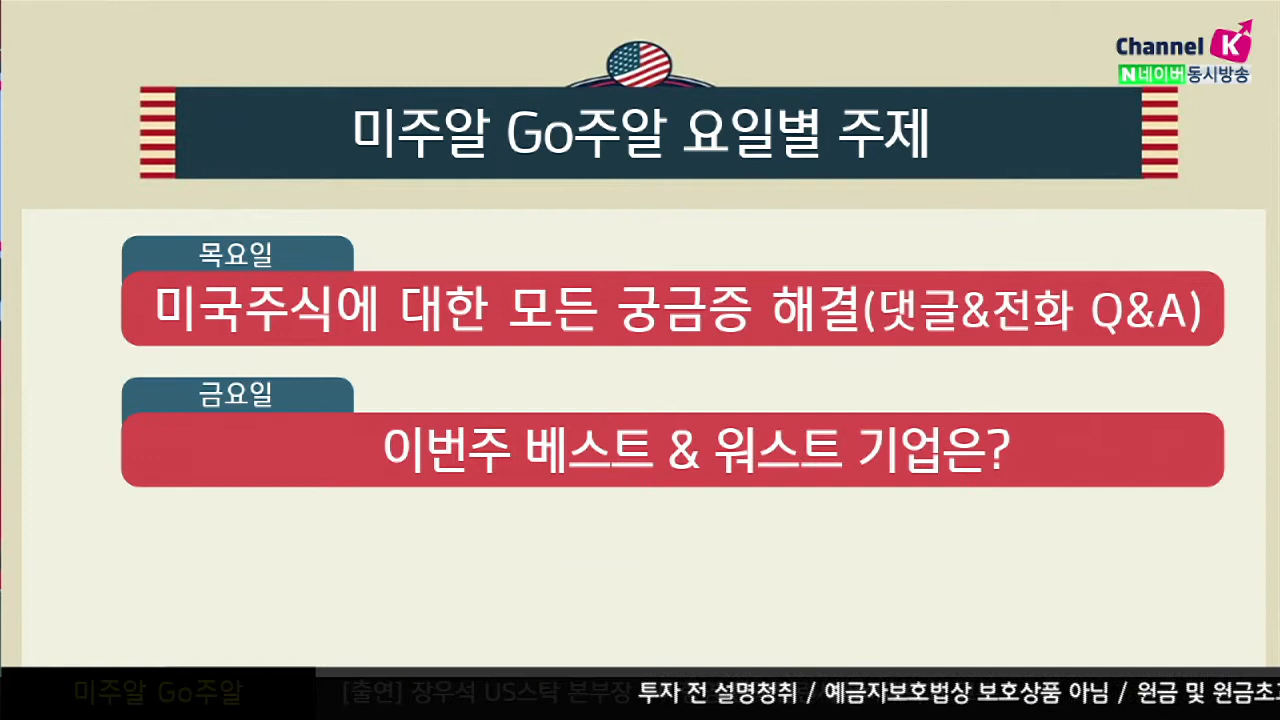 Channel K
N 네이버 동시방송
미주알 Go주알 요일별 주제
목요일
미국주식에 대한 모든 궁금증 해결(댓글&전화 Q&A)
금요일
이번주 베스트 & 워스트 기업은?
미주알 Go주알
[출연] 장우석 US스탁 본부장
투자 전 설명청취 / 예금자보호법상 보호상품 아님 / 원금 및 원금초